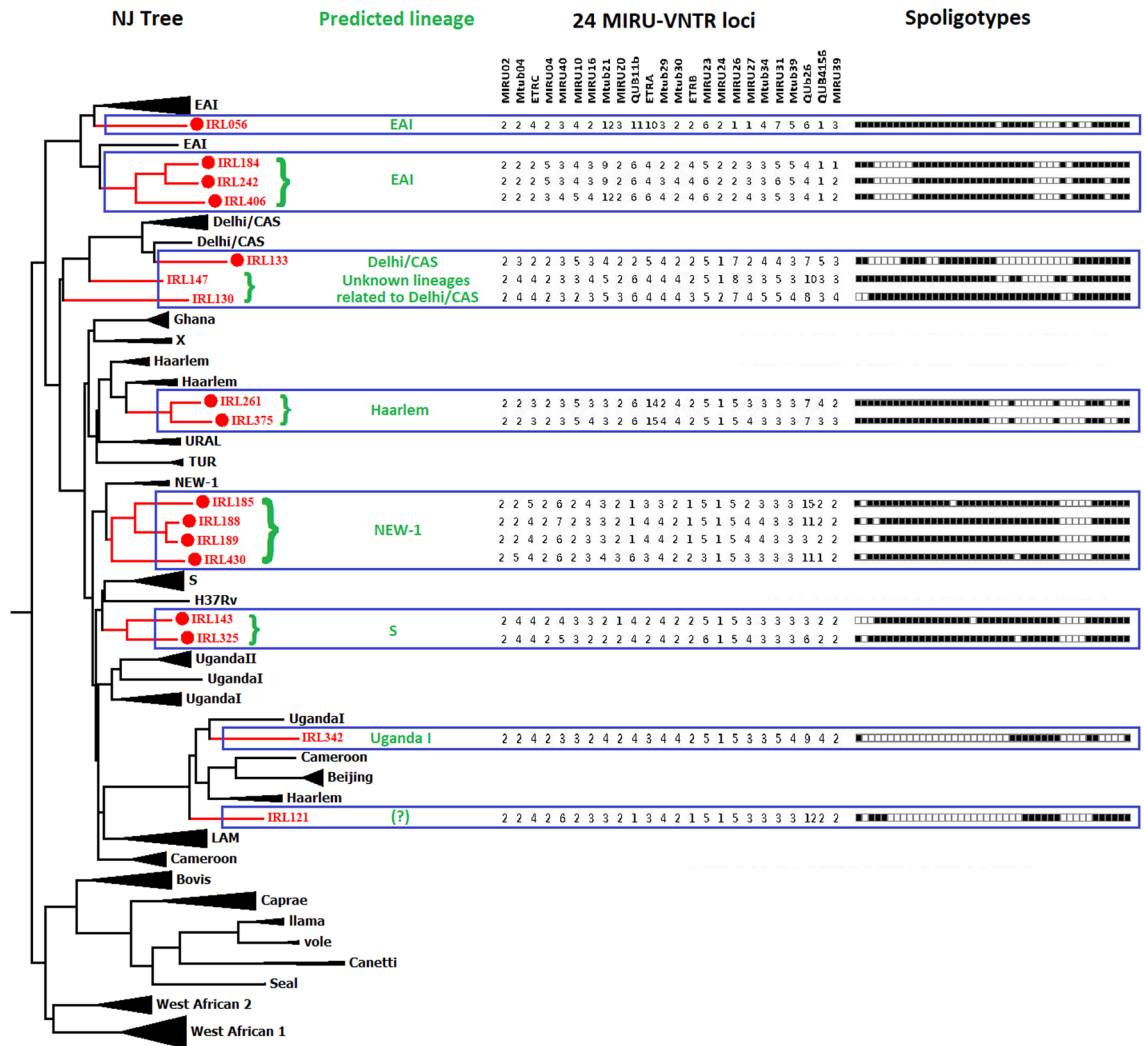 NJ Tree Predicted lineage 24 MIRU-VNTR loci Spoligotypes
MIRU02
Mtub04
ETRC
MIRU04
MIRU40
MIRU10
MIRU16
Mtub21
MIRU20
QUB11b
ETRA
Mtub29
Mtub30
ETRB
MIRU23
MIRU24
MIRU26
MIRU27
Mtub34
MIRU31
Mtub39
QUb26
QUB4156
MIRU39
EAI
IRL056 EAI 2 2 4 2 3 4 2 12 3 11 10 3 2 2 6 2 1 1 4 7 5 6 1 3
EAI
IRL184 2 2 2 5 3 4 3 9 2 6 4 2 2 4 5 2 2 3 3 5 5 4 1 1
IRL242 EAI 2 2 2 5 3 4 3 9 2 6 4 3 4 4 6 2 2 3 3 6 5 4 1 2
IRL406 2 2 2 5 3 4 5 4 12 2 6 6 4 4 4 6 2 2 4 3 5 3 4 1 2
Delhi/CAS
Delhi/CAS
IRL133 Delhi/CAS 2 3 2 2 3 5 3 4 2 2 5 4 2 2 5 1 7 2 4 4 3 7 5 3
IRL147 Unknown lineages 2 4 4 2 3 2 3 5 2 6 4 4 4 2 5 1 8 3 3 5 3 10 3 3
IRL130 related to Delhi/CAS 2 4 4 2 3 2 3 5 3 6 4 4 4 3 5 2 7 4 5 5 4 8 3 4
Ghana
X
Haarlem
Haarlem
IRL261 2 2 3 2 3 5 3 3 2 6 14 2 4 2 5 1 5 3 3 3 3 7 4 2
IRL375 Haarlem 2 2 3 2 3 5 3 3 2 6 15 4 4 2 5 1 5 4 3 3 3 7 3 3
URAL
TUR
NEW-1
IRL185 2 2 5 2 6 2 4 3 2 1 3 3 2 1 5 1 5 2 3 3 3 15 2 2
IRL188 2 2 4 2 7 2 3 3 2 1 4 4 2 1 5 1 5 4 4 3 3 11 2 2
IRL189 NEW-1 2 2 4 2 6 2 3 3 2 1 4 4 2 1 5 1 5 4 4 3 3 3 2 2
IRL430 2 5 4 2 6 2 3 4 3 6 3 4 2 2 3 1 5 3 3 3 3 11 1 2
S
H37Rv
IRL143 2 4 4 2 4 3 2 2 1 4 2 4 2 2 5 1 5 3 3 3 3 3 2 2
IRL325 S 2 4 4 2 5 3 2 2 2 4 2 4 2 2 6 1 5 4 3 3 3 6 2 2
UgandaII
UgandaI
UgandaI
UgandaI
IRL342 Uganda I 2 2 4 2 3 3 2 4 2 4 3 4 4 2 5 1 5 3 3 5 4 9 4 2
Cameroon
Beijing
Haarlem
IRL121 (?) 2 2 4 2 6 2 3 3 2 1 3 4 2 1 5 1 5 4 3 3 3 12 2 2
LAM
Cameroon
Bovis
Caprae
llama
vole
Canetti
Seal
West African 2
West African 1